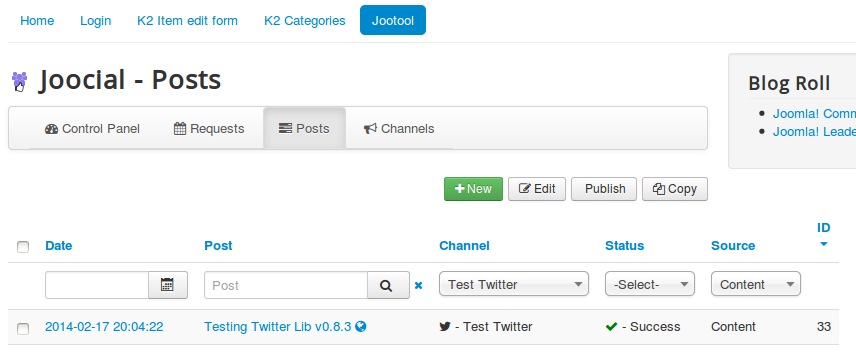 Home Login K2 Item edit form K2 Categories Jootool
Joocial - Posts
Control Panel Requests Posts Channels
Blog Roll
Joomla! Comm
Joomla! Leade
New Edit Publish Copy
Date Post Channel Status Source ID
Post Test Twitter -Select- Content
2014-02-17 20:04:22 Testing Twitter Lib v0.8.3 - Test Twitter - Success Content 33